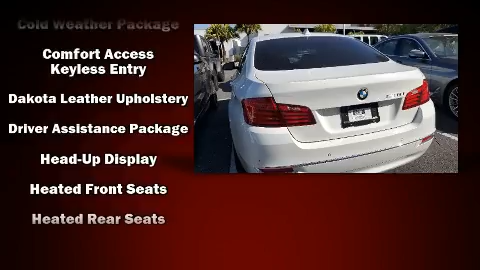 Cold Weather Package
Comfort Access
Keyless Entry
Dakota Leather Upholstery
Driver Assistance Package
Head-Up Display
Heated Front Seats
Heated Rear Seats